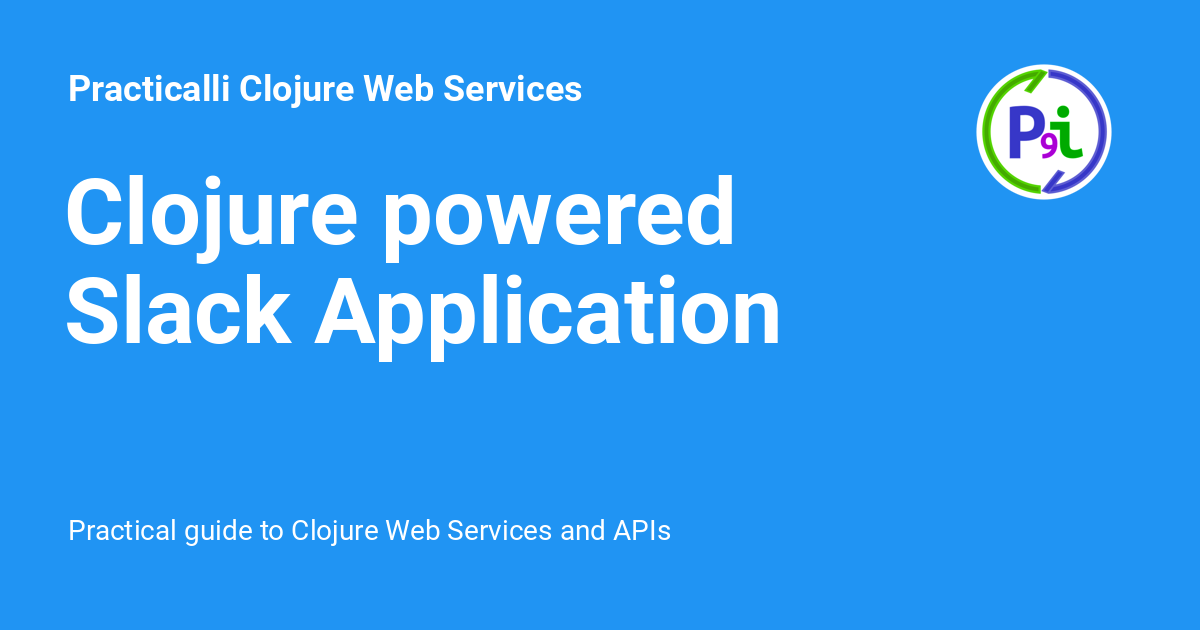 Practicalli Clojure Web Services
P9i
Clojure powered
Slack Application
Practical guide to Clojure Web Services and APIs